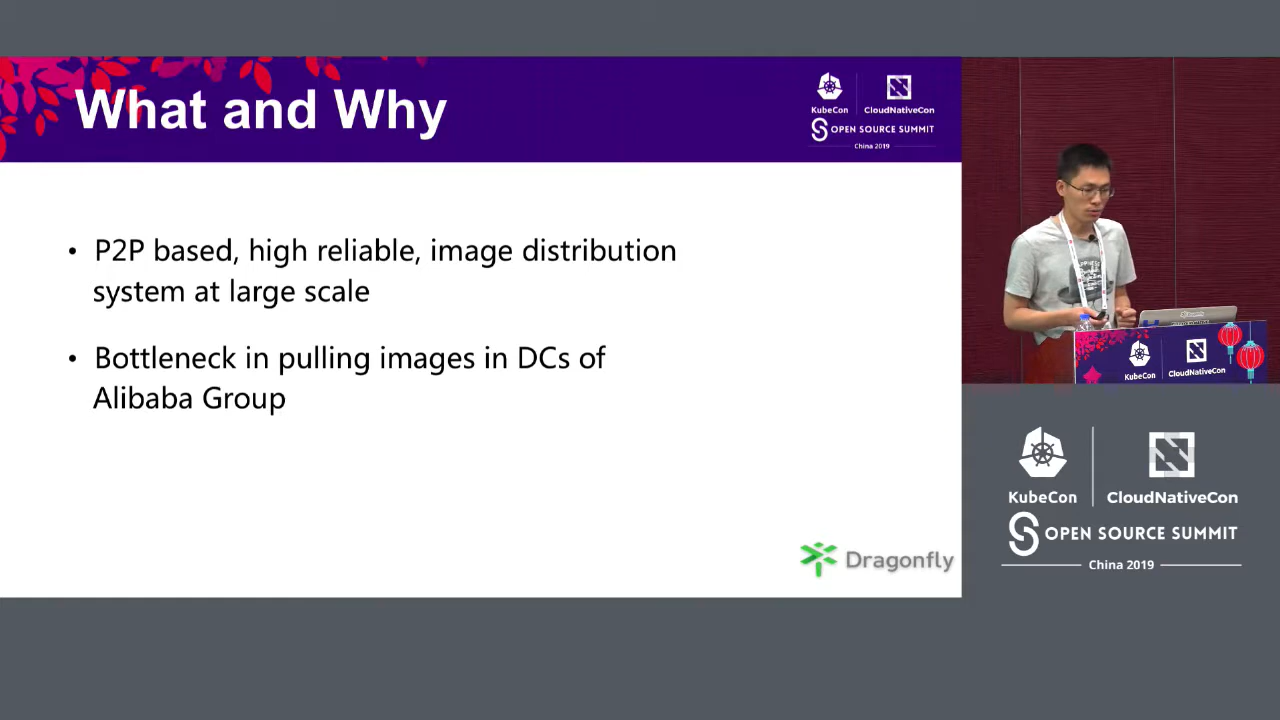 What and Why
KubeCon
CloudNativeCon
OPEN SOURCE SUMMIT
China 2019
• P2P based, high reliable, image distribution
system at large scale
• Bottleneck in pulling images in DCs of
Alibaba Group
Dragonfly
KubeCon
CloudNativeCon
KubeCon
CloudNativeCon
OPEN SOURCE SUMMIT
China 2019